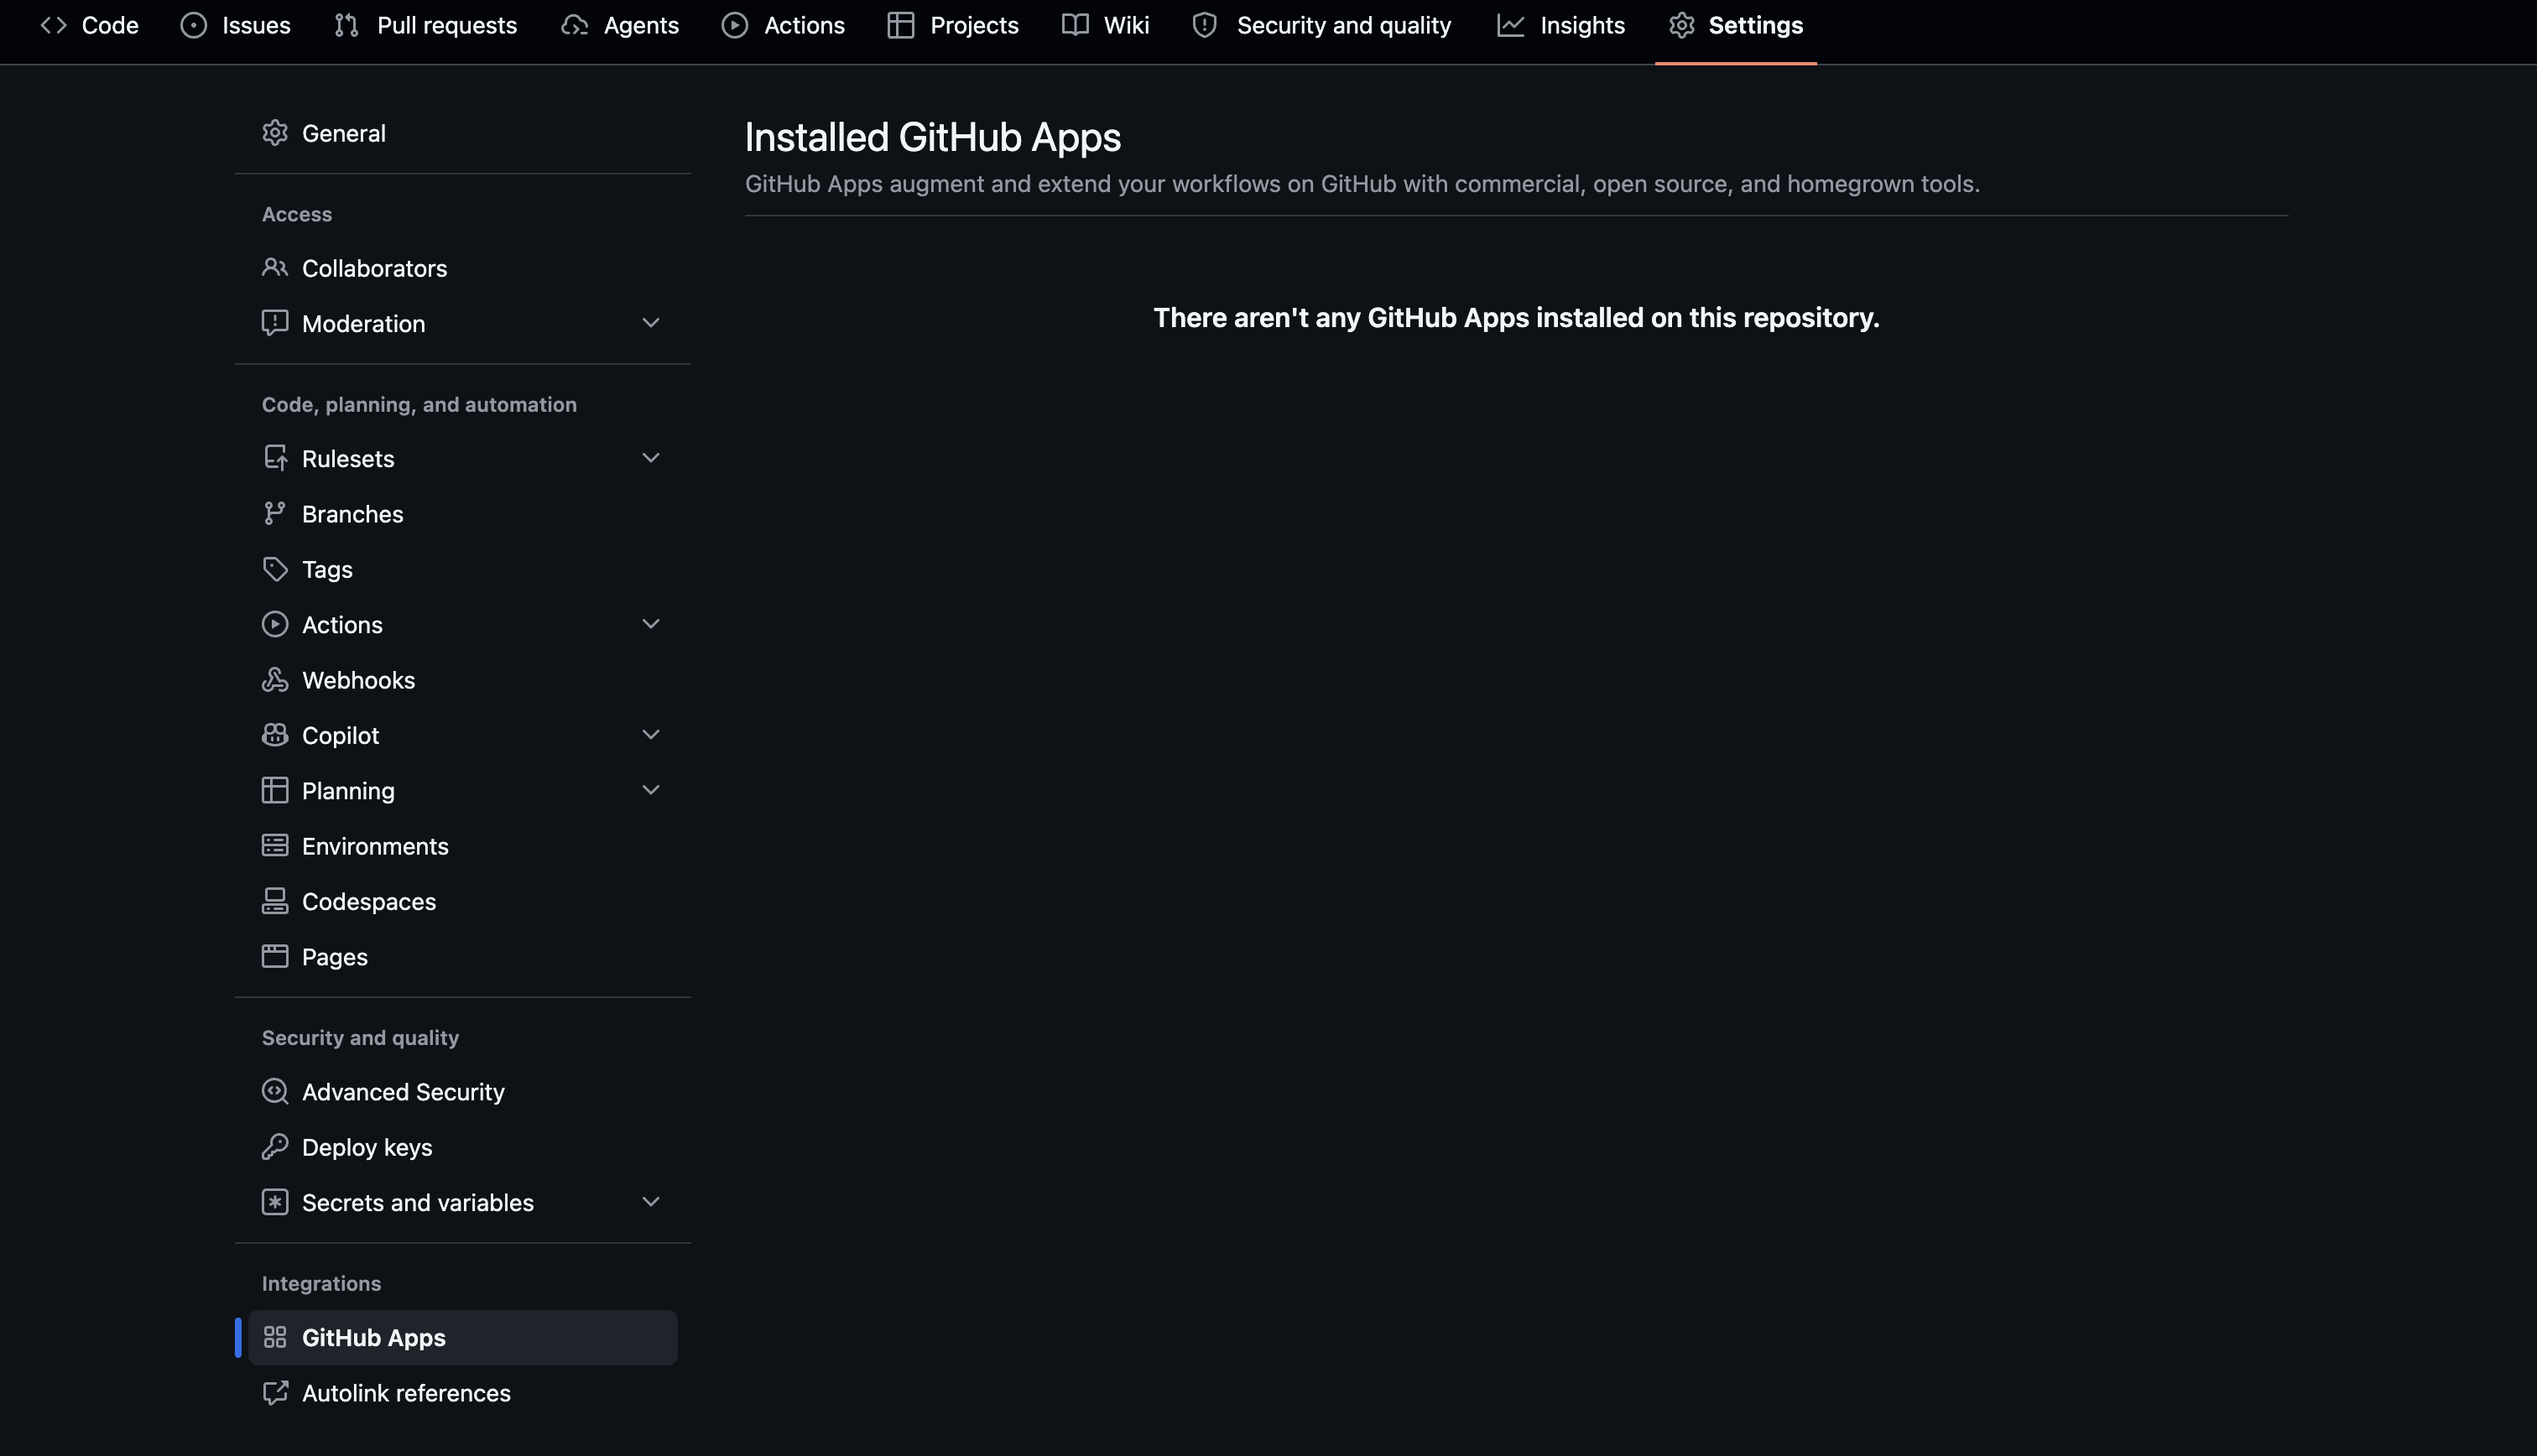 Code
Issues
Pull requests
Agents
Actions
Projects
Wiki
Security and quality
Insights
Settings
General
Access
Collaborators
Moderation
Code, planning, and automation
Rulesets
Branches
Tags
Actions
Webhooks
Copilot
Planning
Environments
Codespaces
Pages
Security and quality
Advanced Security
Deploy keys
Secrets and variables
Integrations
GitHub Apps
Autolink references
Installed GitHub Apps
GitHub Apps augment and extend your workflows on GitHub with commercial, open source, and homegrown tools.
There aren't any GitHub Apps installed on this repository.